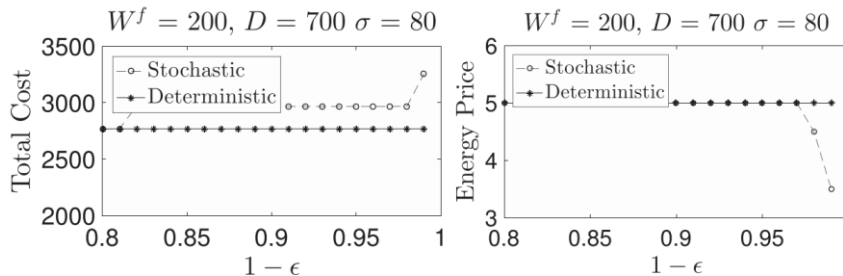 W^f = 200, D = 700 σ = 80
3500
3000
2500
2000
Total Cost
Stochastic
Deterministic
0.8 0.85 0.9 0.95 1
1 − ϵ
W^f = 200, D = 700 σ = 80
6
5
4
3
Energy Price
Stochastic
Deterministic
0.8 0.85 0.9 0.95
1 − ϵ